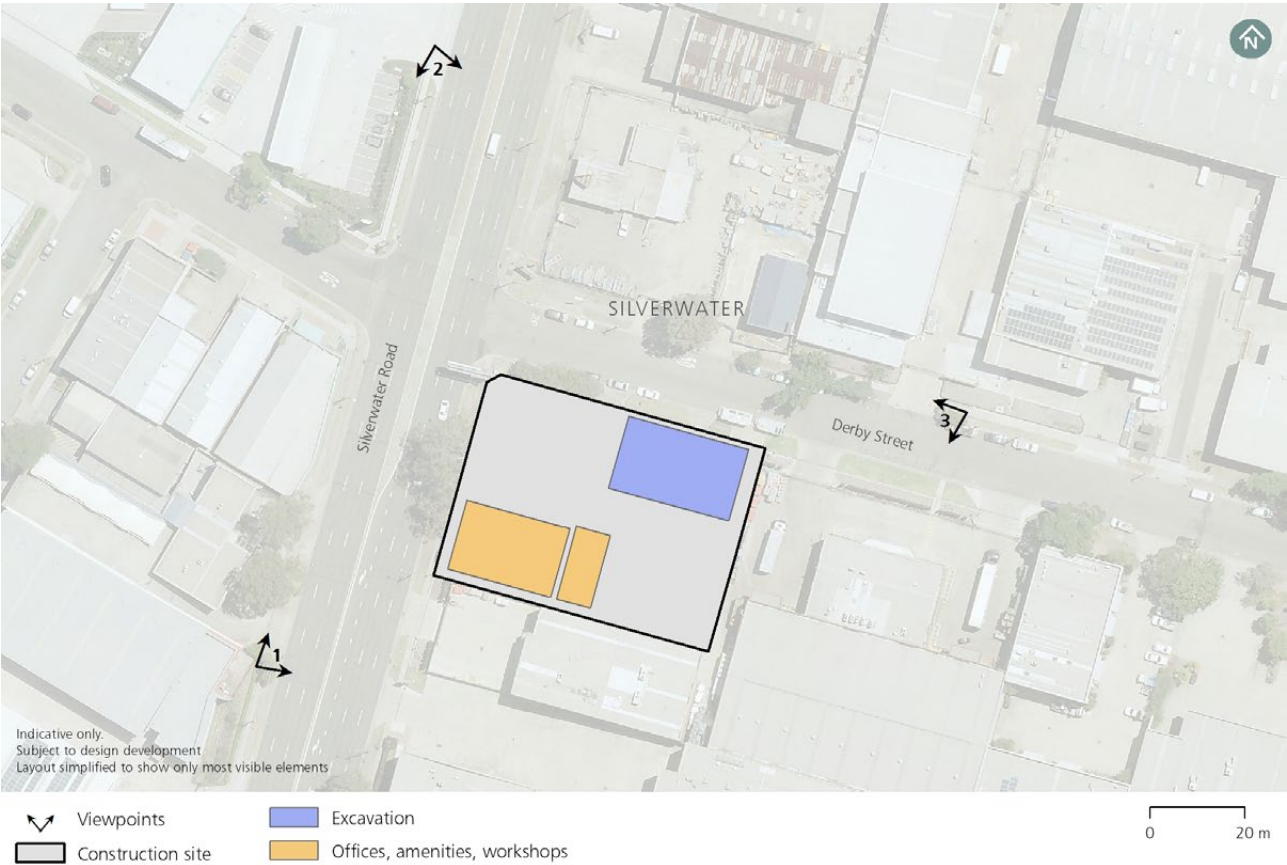 N
2
SILVERWATER
Silverwater Road
3
Derby Street
1
Indicative only.
Subject to design development
Layout simplified to show only most visible elements
Viewpoints
Excavation
Construction site
Offices, amenities, workshops
0
20 m